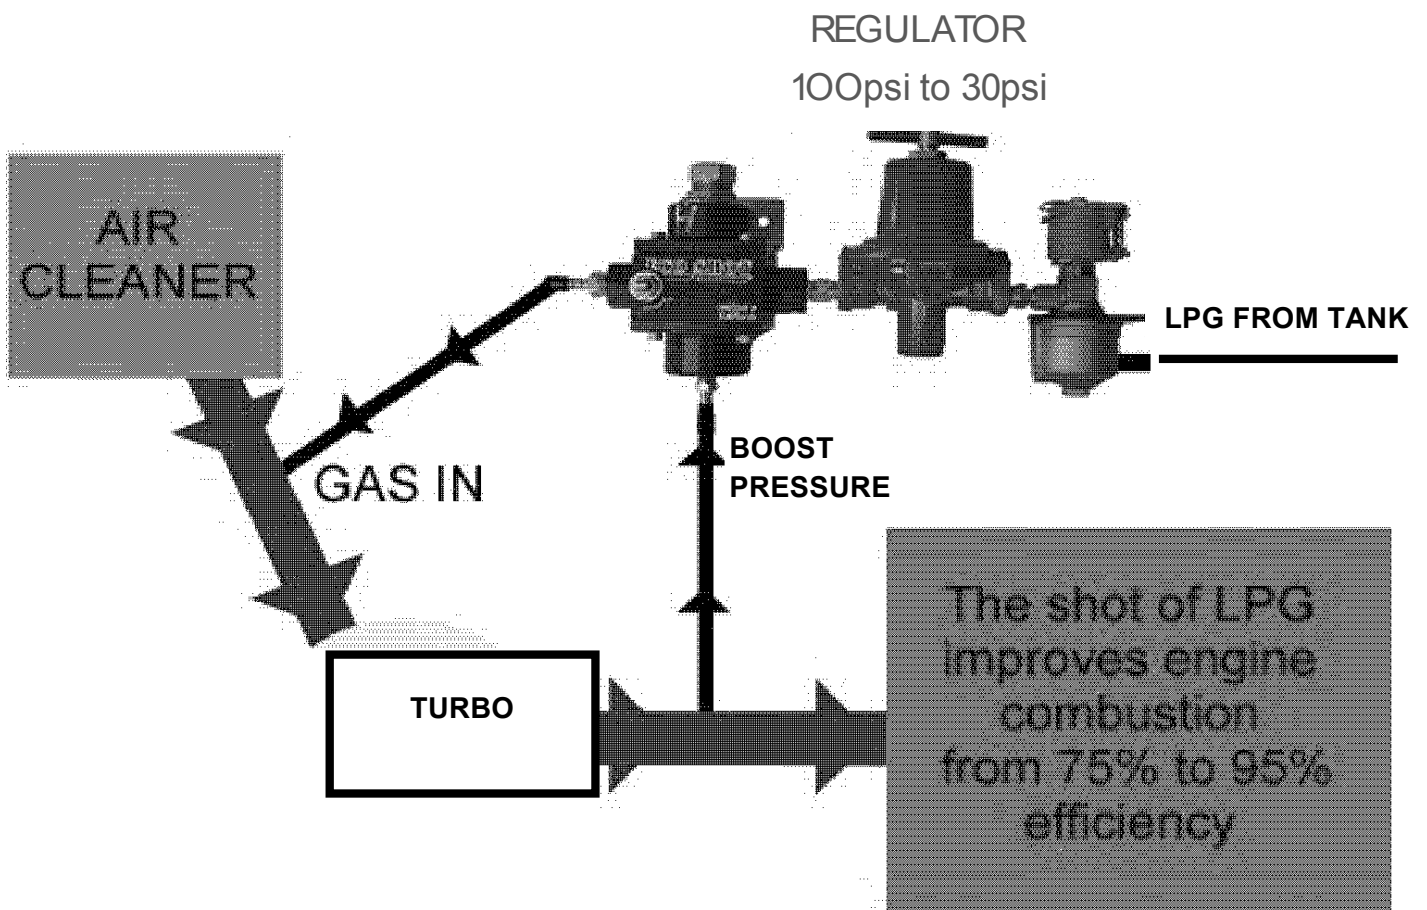 REGULATOR
1OOpsi to 30psi
AIR
CLEANER
LPG FROM TANK
BOOST
PRESSURE
GAS IN
TURBO
The shot of LPG
improves engine
combustion
from 75% to 95%
efficiency